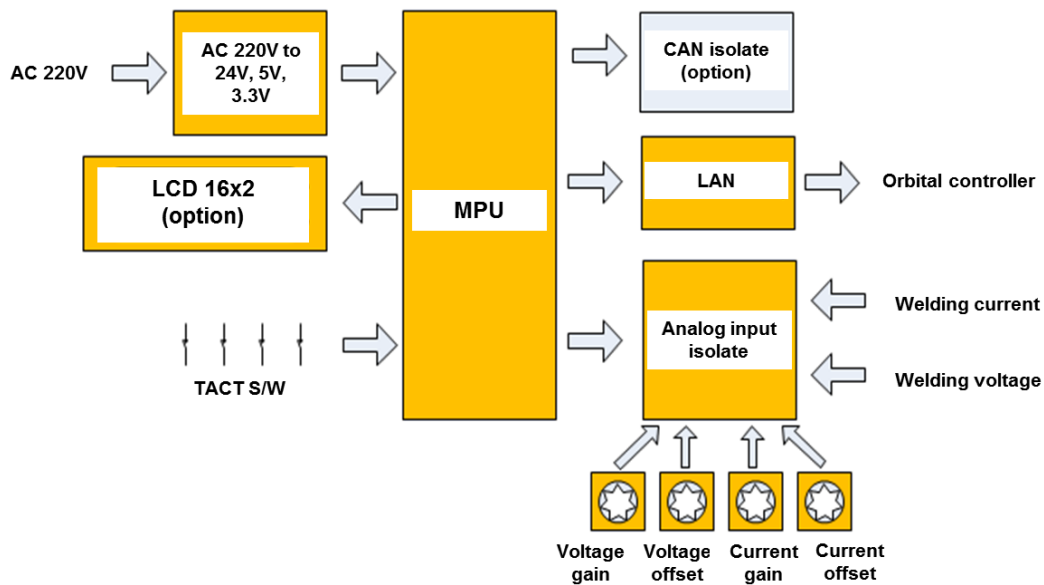 AC 220V
AC 220V to
24V, 5V,
3.3V
CAN isolate
(option)
LCD 16x2
(option)
MPU
LAN
Orbital controller
TACT S/W
Analog input
isolate
Welding current
Welding voltage
Voltage
gain
Voltage
offset
Current
gain
Current
offset